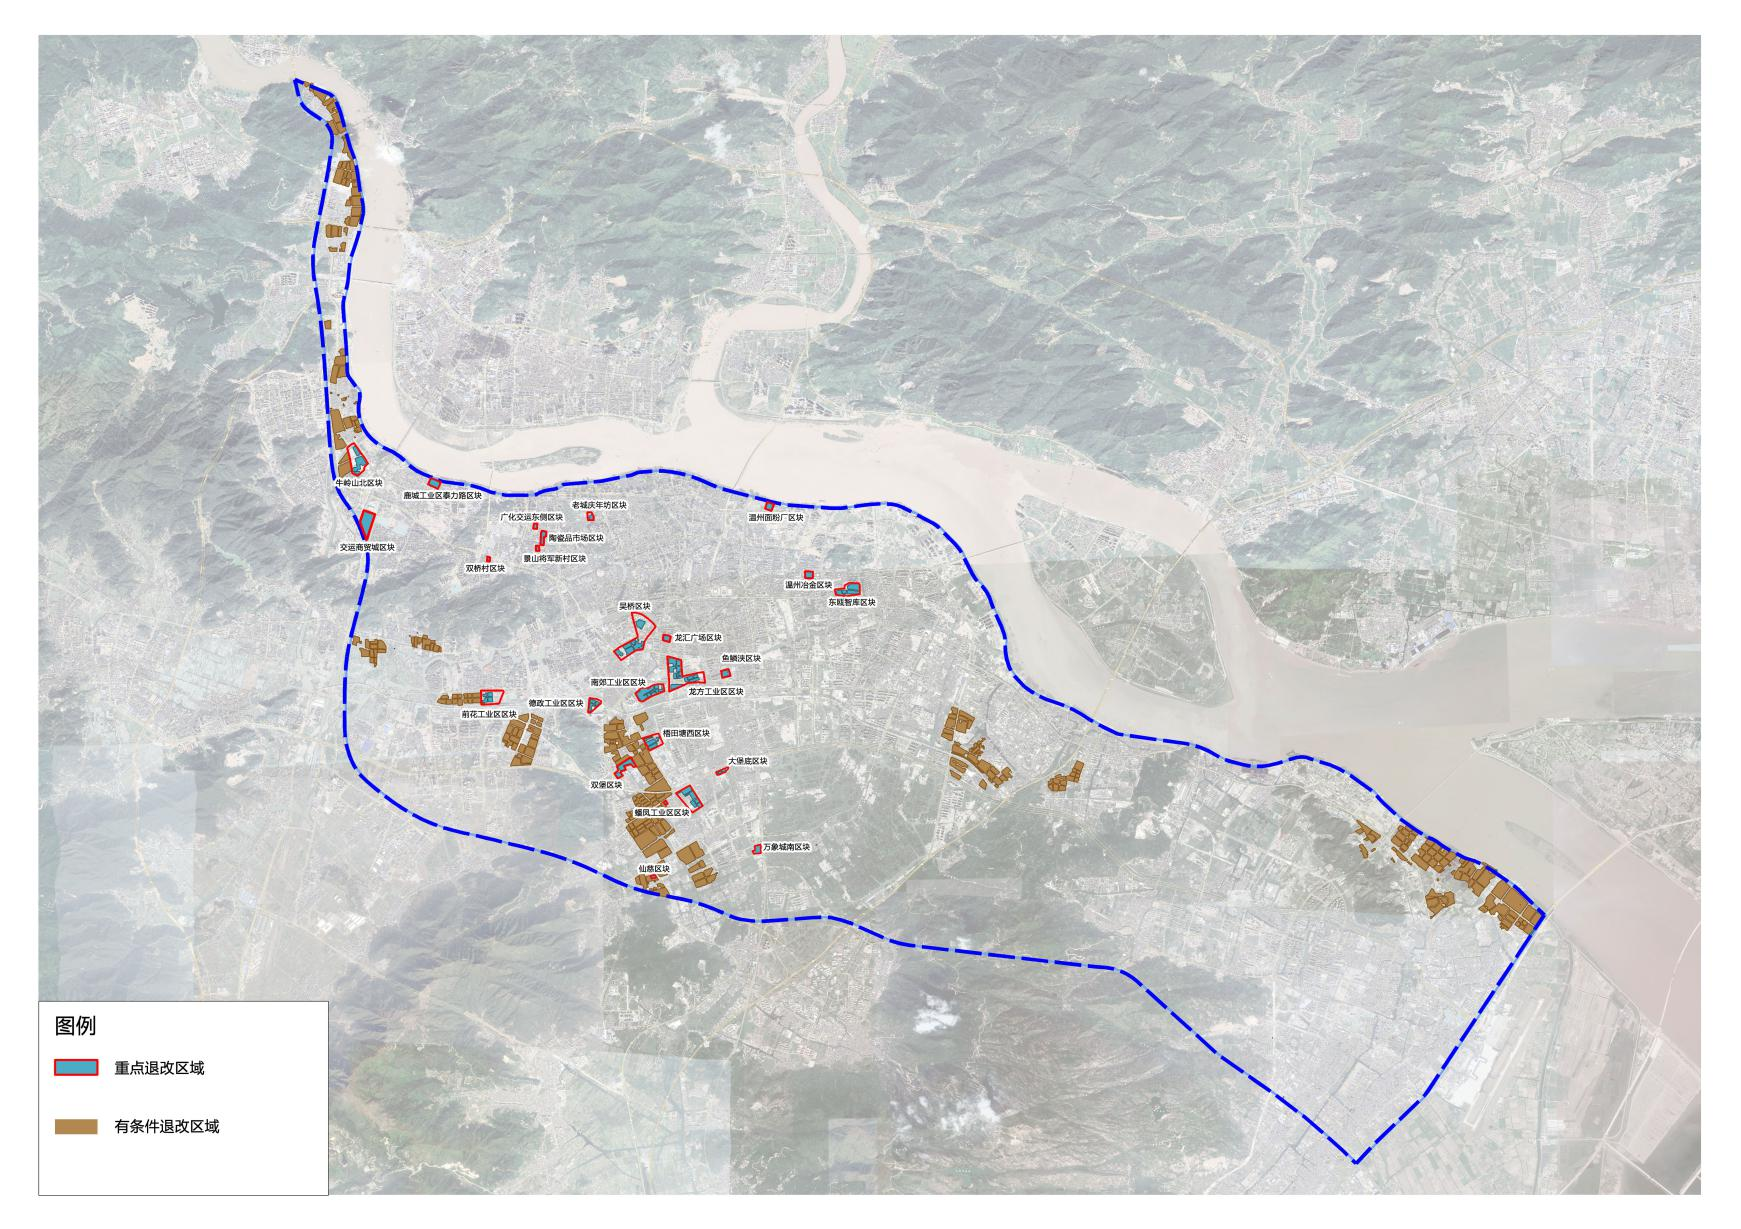 牛岭山北区块
鹿城工业区泰力路区块
老城庆年坊区块
广化交运东侧区块
温州面粉厂区块
陶瓷品市场区块
交运商贸城区块
景山将军新村区块
双桥村区块
温州冶金区块
东瓯智库区块
吴桥区块
龙汇广场区块
鱼鳞浃区块
南郊工业区区块
龙方工业区区块
德政工业区区块
前花工业区区块
梧田塘西区块
大堡底区块
双堡区块
蟠凤工业区区块
万象城南区块
仙慈区块
图例
重点退改区域
有条件退改区域